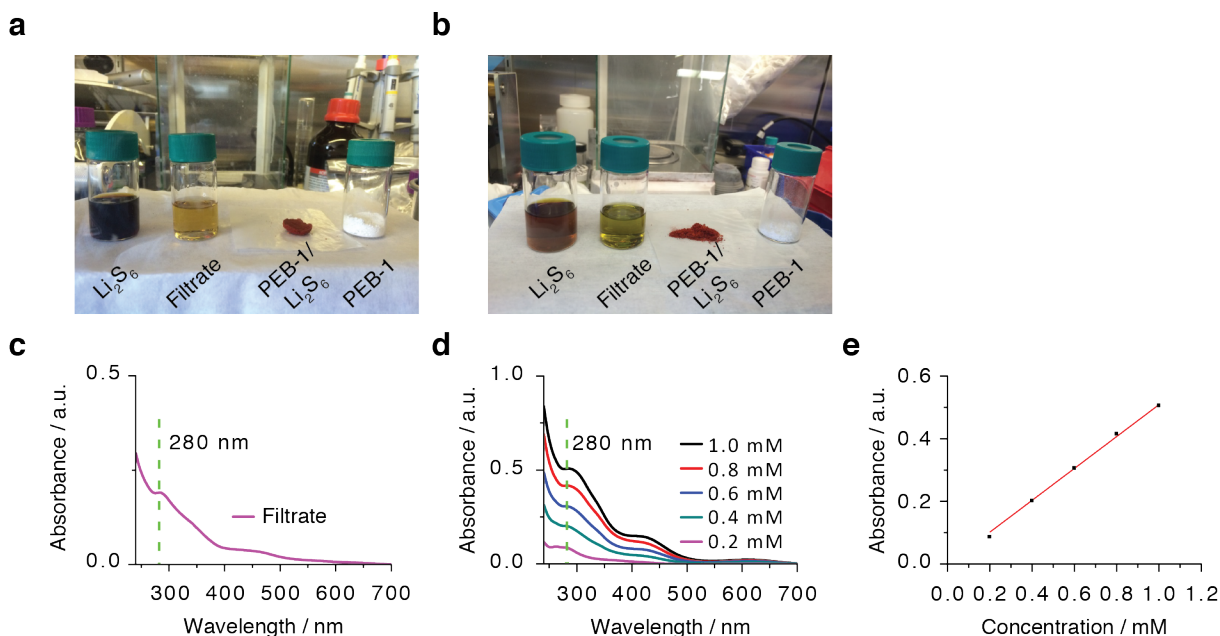 a
b
Li₂S₆
Filtrate
PEB-1/
Li₂S₆
PEB-1
Li₂S₆
Filtrate
PEB-1/
Li₂S₆
PEB-1
c
Absorbance / a.u.
0.5
0.0
280 nm
Filtrate
300 400 500 600 700
Wavelength / nm
d
Absorbance / a.u.
1.0
0.5
0.0
280 nm
1.0 mM
0.8 mM
0.6 mM
0.4 mM
0.2 mM
300 400 500 600 700
Wavelength / nm
e
Absorbance / a.u.
0.6
0.4
0.2
0.0
0.0 0.2 0.4 0.6 0.8 1.0 1.2
Concentration / mM